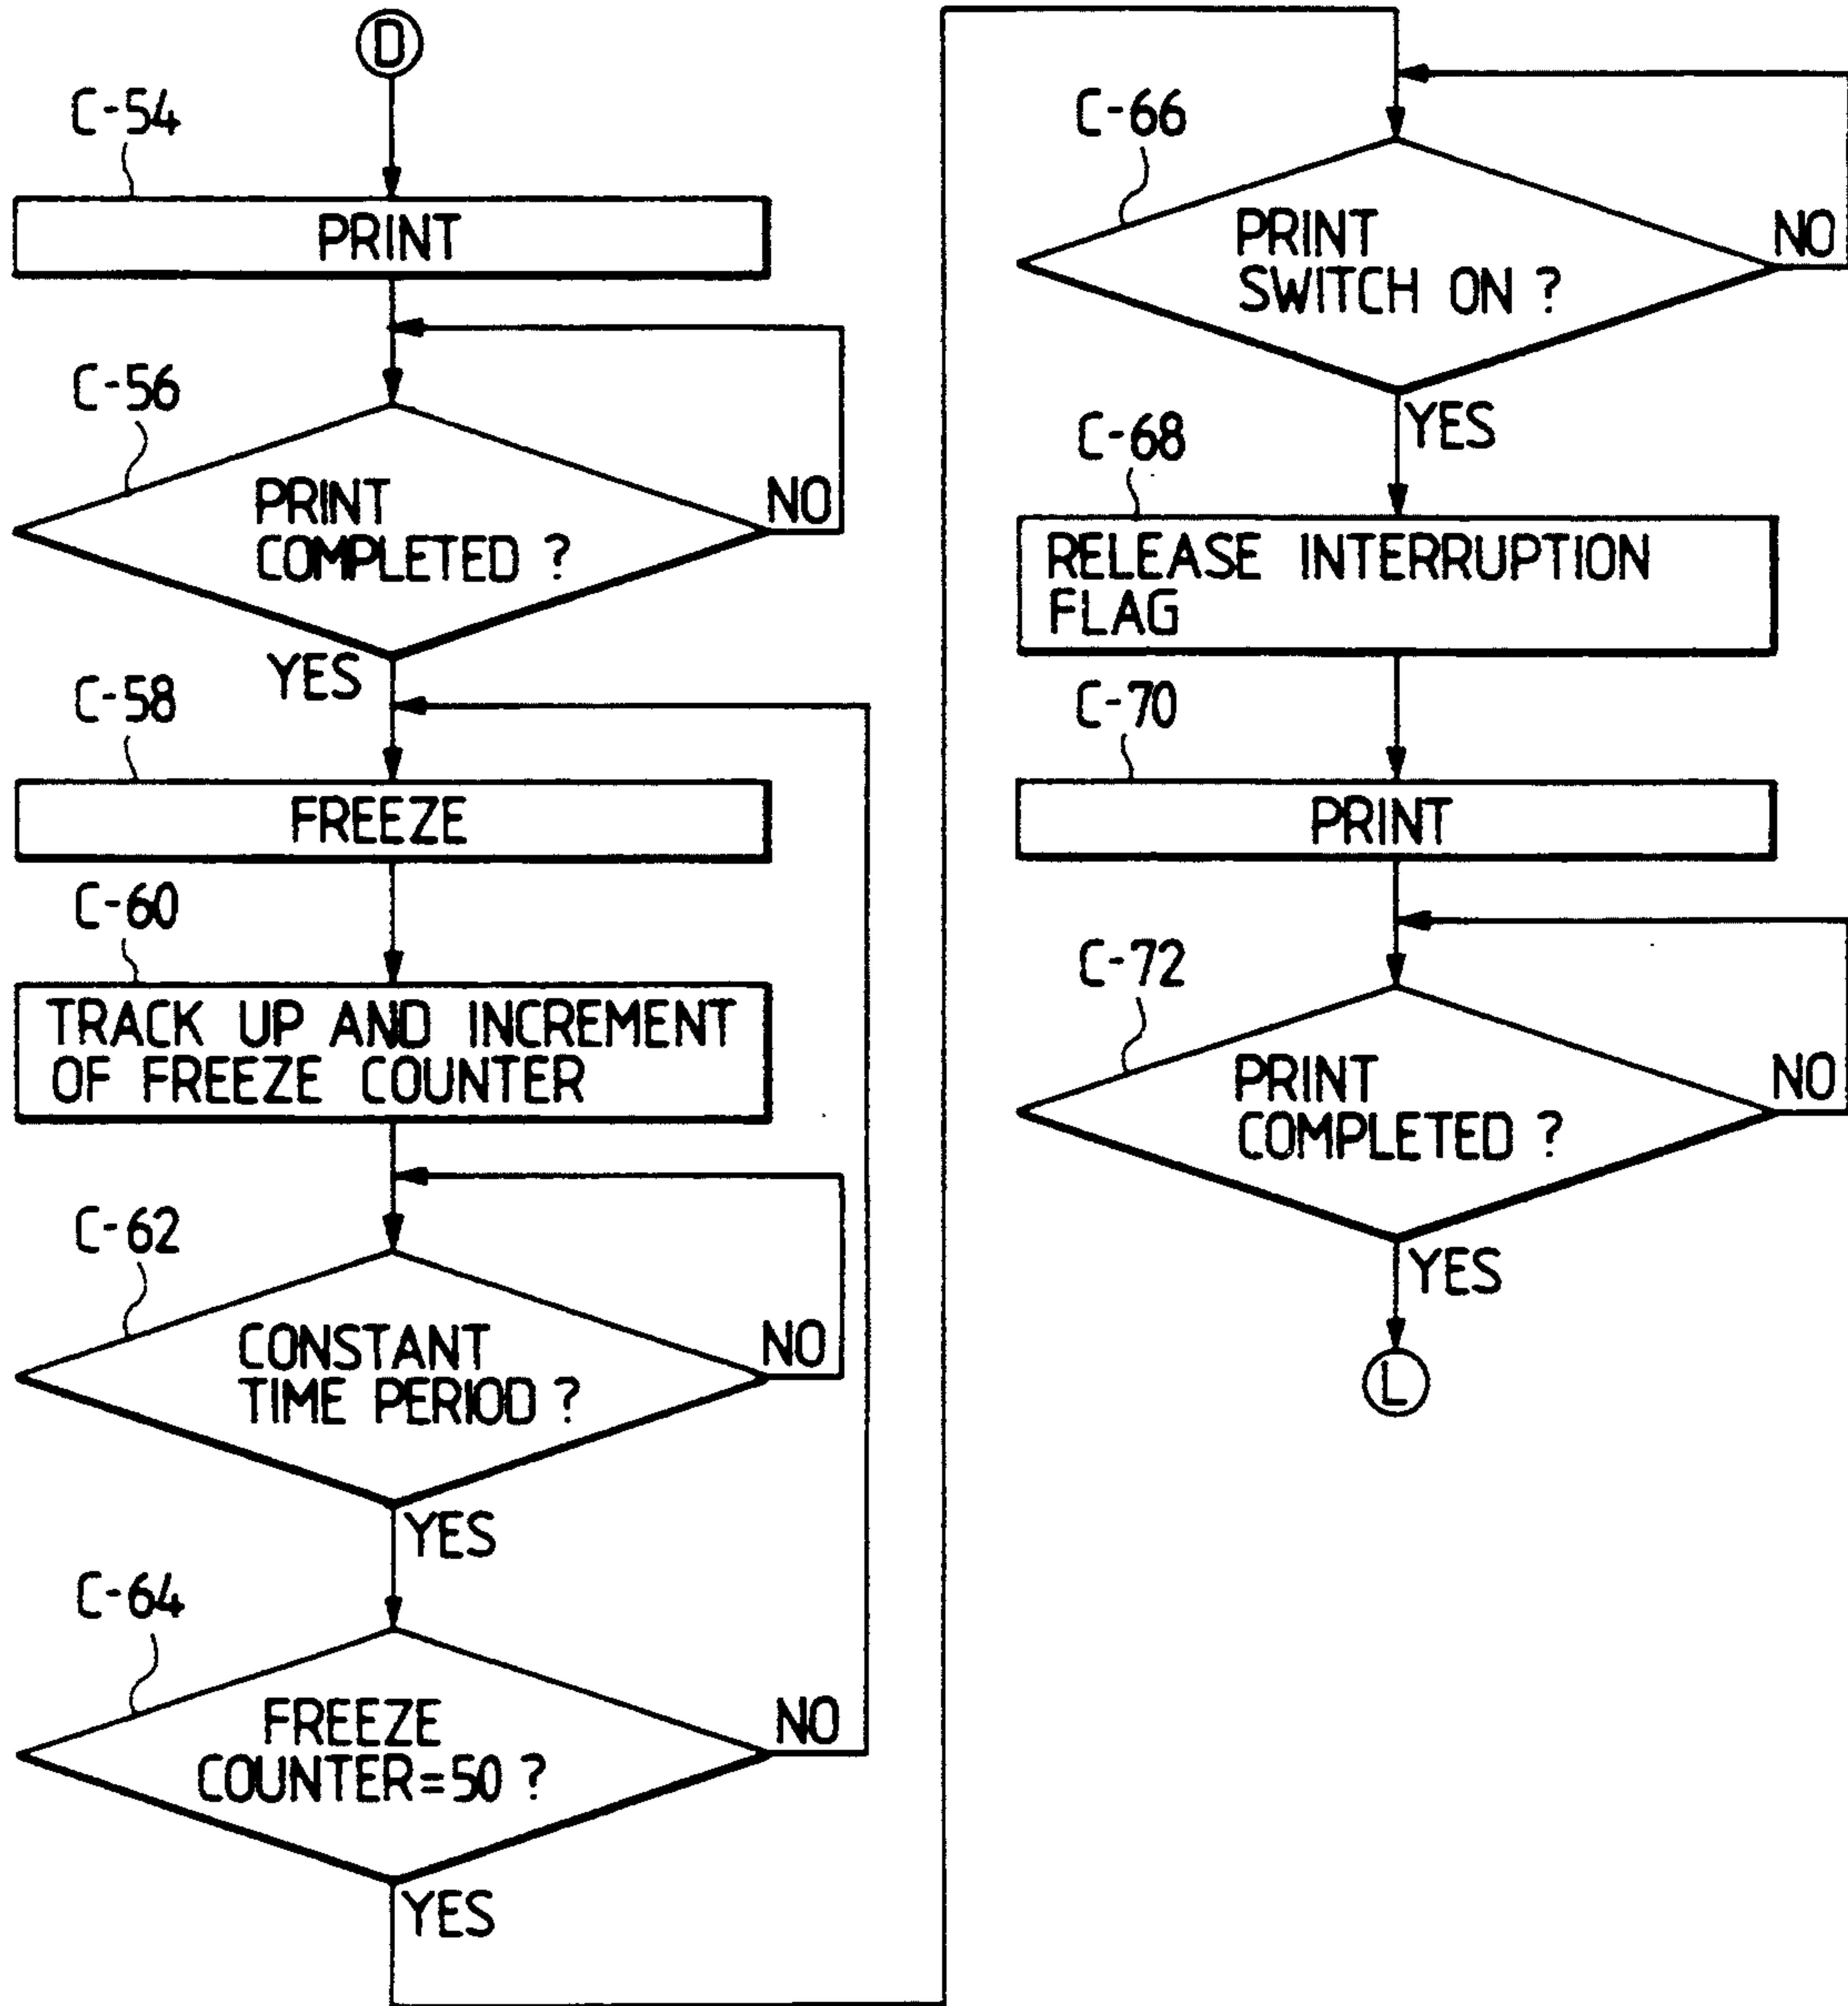 D
C-54
PRINT
C-56
PRINT
COMPLETED ?
NO
YES
C-58
FREEZE
C-60
TRACK UP AND INCREMENT
OF FREEZE COUNTER
C-62
CONSTANT
TIME PERIOD ?
NO
YES
C-64
FREEZE
COUNTER=50 ?
NO
YES
C-66
PRINT
SWITCH ON ?
NO
YES
C-68
RELEASE INTERRUPTION
FLAG
C-70
PRINT
C-72
PRINT
COMPLETED ?
NO
YES
L